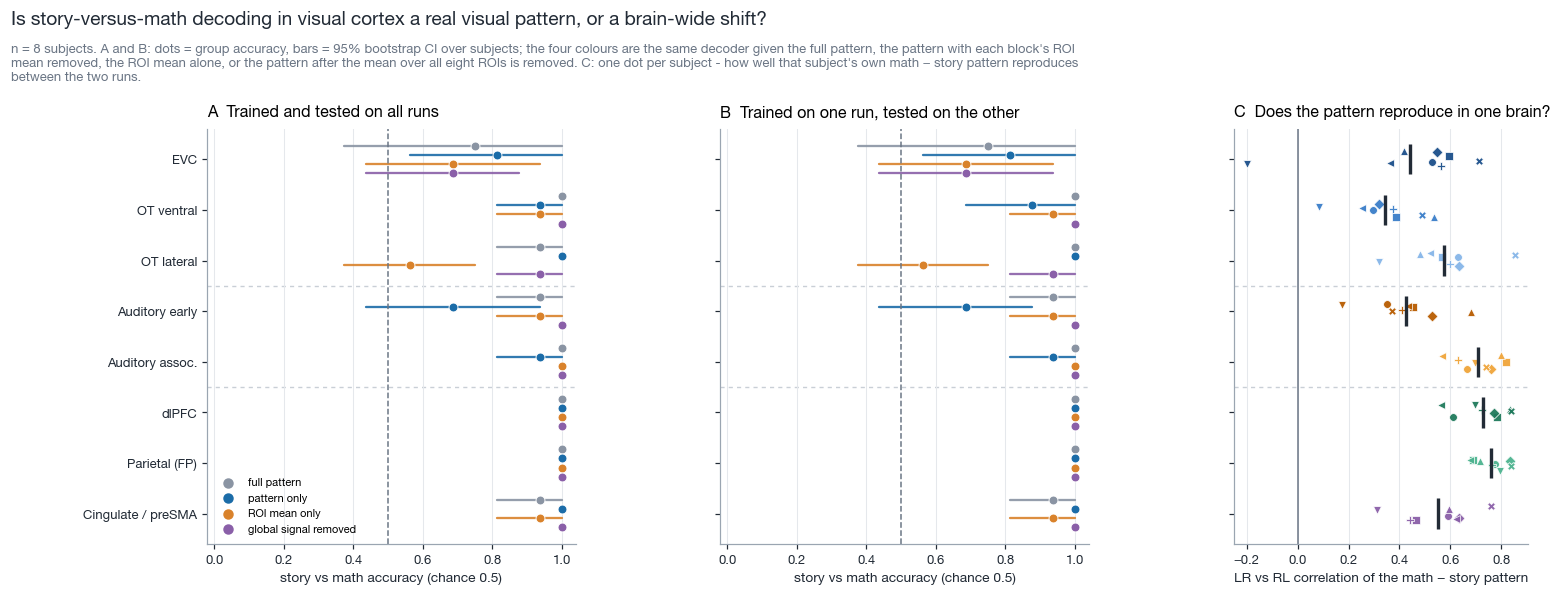 Is story-versus-math decoding in visual cortex a real visual pattern, or a brain-wide shift?
n = 8 subjects. A and B: dots = group accuracy, bars = 95% bootstrap CI over subjects; the four colours are the same decoder given the full pattern, the pattern with each block's ROI
mean removed, the ROI mean alone, or the pattern after the mean over all eight ROIs is removed. C: one dot per subject - how well that subject's own math − story pattern reproduces
between the two runs.
A  Trained and tested on all runs
EVC
OT ventral
OT lateral
Auditory early
Auditory assoc.
dlPFC
Parietal (FP)
Cingulate / preSMA
full pattern
pattern only
ROI mean only
global signal removed
0.0 0.2 0.4 0.6 0.8 1.0
story vs math accuracy (chance 0.5)
B  Trained on one run, tested on the other
0.0 0.2 0.4 0.6 0.8 1.0
story vs math accuracy (chance 0.5)
C  Does the pattern reproduce in one brain?
−0.2 0.0 0.2 0.4 0.6 0.8
LR vs RL correlation of the math − story pattern